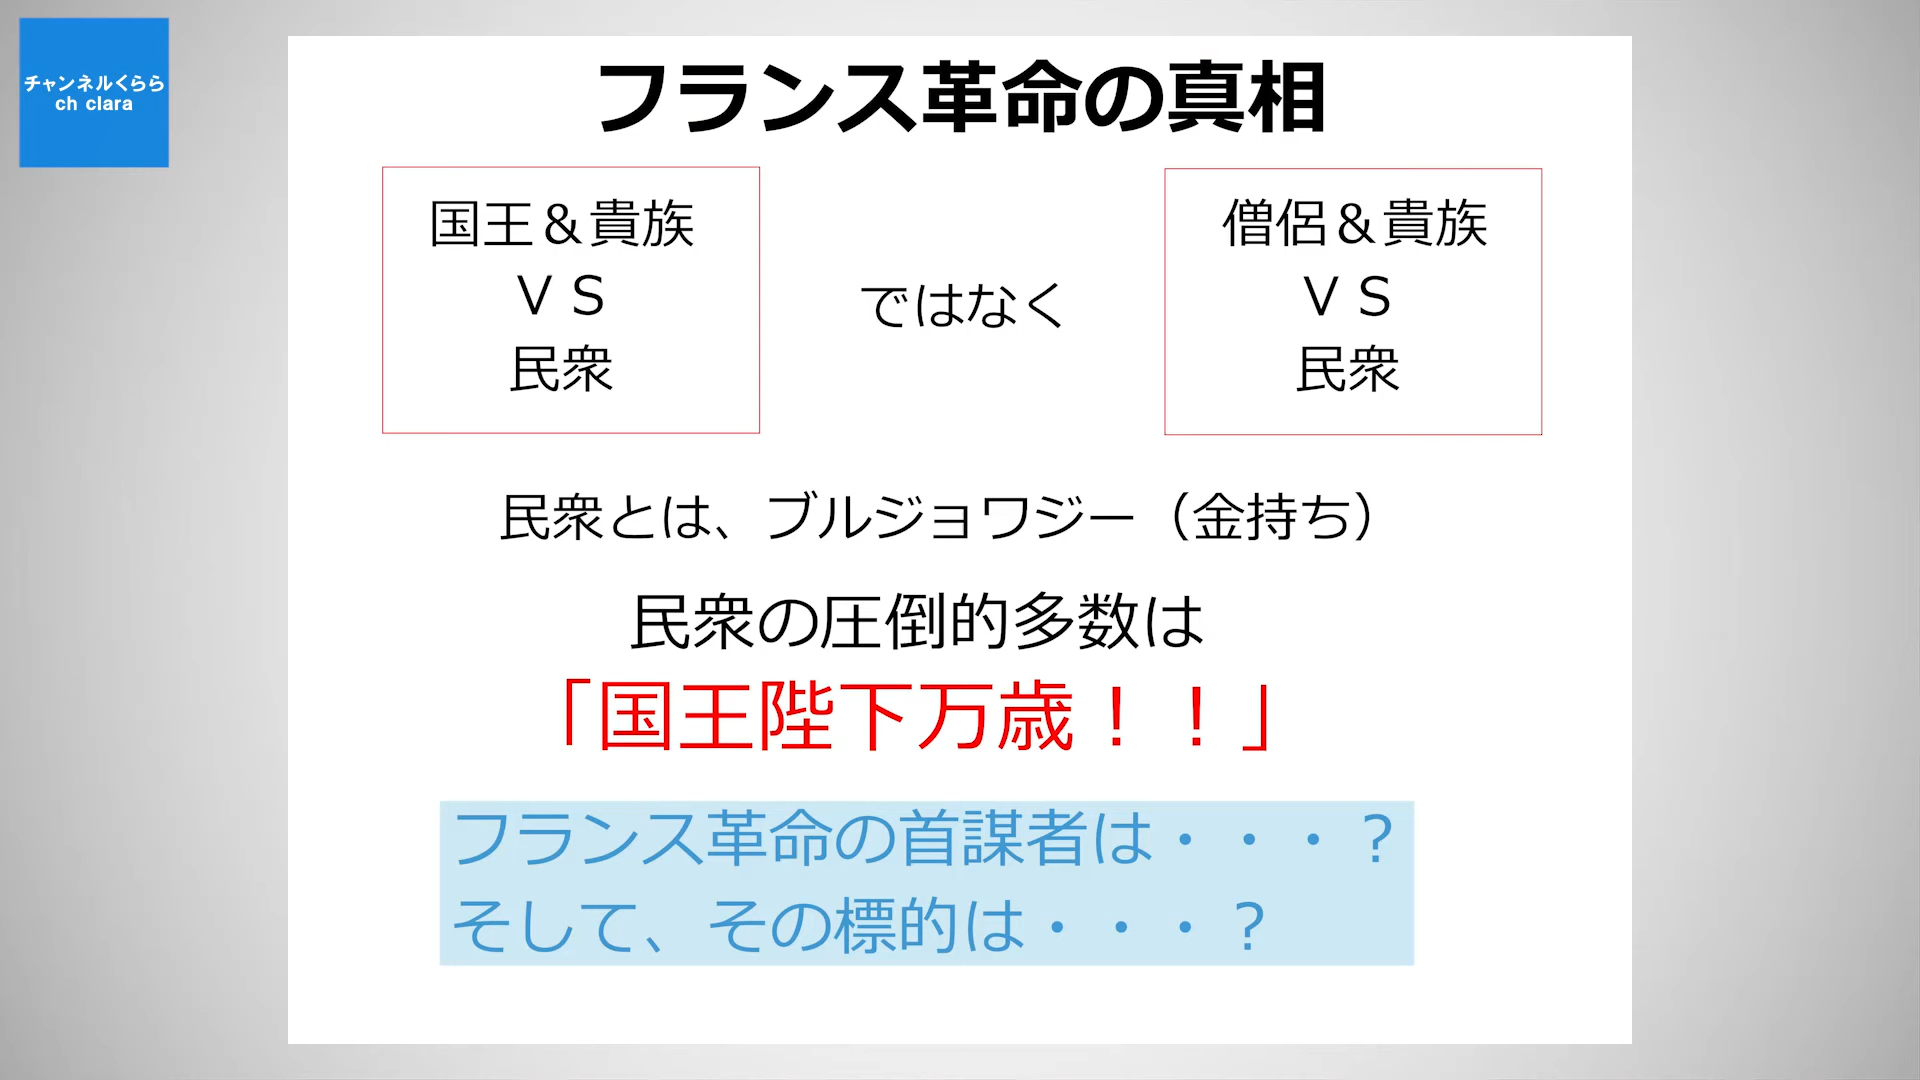 チャンネルくらら
ch clara
フランス革命の真相
国王＆貴族
ＶＳ
民衆
ではなく
僧侶＆貴族
ＶＳ
民衆
民衆とは、ブルジョワジー（金持ち）
民衆の圧倒的多数は
「国王陛下万歳！！」
フランス革命の首謀者は・・・？
そして、その標的は・・・？